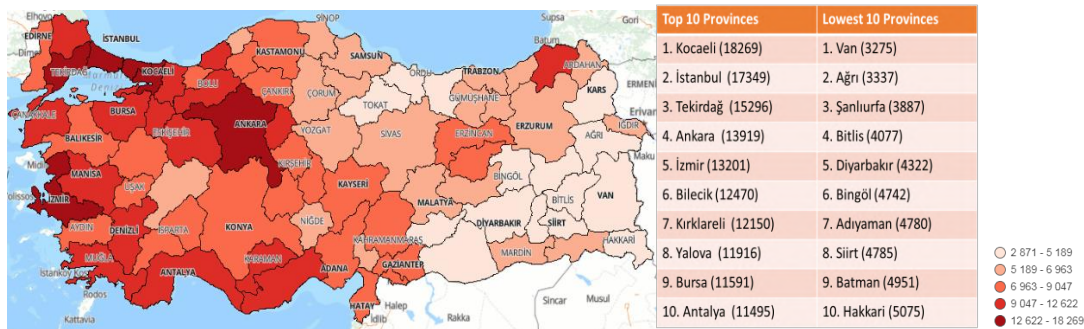 Elhovo
SİNOP
Supsa
Gori
EDİRNE
İSTANBUL
Batum
KASTAMONU
SAMSUN
ARDAHAN
TEKİRDAĞ
KOCAELİ
BOLU
ORDU
TRABZON
KARS
ERMENİ
ÇANKIRI
ÇORUM
GÜMÜŞHANE
TOKAT
Erivan
ÇANAKKALE
BURSA
ANKARA
ERZURUM
IĞDIR
BALIKESİR
ESKİŞEHİR
YOZGAT
SİVAS
ERZİNCAN
AĞRI
Maku
MANİSA
KIRŞEHİR
BİNGÖL
UŞAK
KAYSERİ
VAN
İZMİR
MALATYA
BİTLİS
AYDIN
DENİZLİ
ISPARTA
KONYA
NİĞDE
DİYARBAKIR
SİİRT
HAKKARİ
MUĞLA
KAHRAMANMARAŞ
MARDİN
KARAMAN
ADANA
GAZİANTEP
ANTALYA
Rodos
HATAY
Halep
Sincar
Musul
Kattavia
İdlib
Rakka
Top 10 Provinces
Lowest 10 Provinces
1. Kocaeli (18269)
1. Van (3275)
2. İstanbul (17349)
2. Ağrı (3337)
3. Tekirdağ (15296)
3. Şanlıurfa (3887)
4. Ankara (13919)
4. Bitlis (4077)
5. İzmir (13201)
5. Diyarbakır (4322)
6. Bilecik (12470)
6. Bingöl (4742)
7. Kırklareli (12150)
7. Adıyaman (4780)
8. Yalova (11916)
8. Siirt (4785)
9. Bursa (11591)
9. Batman (4951)
10. Antalya (11495)
10. Hakkari (5075)
2 871 - 5 189
5 189 - 6 963
6 963 - 9 047
9 047 - 12 622
12 622 - 18 269